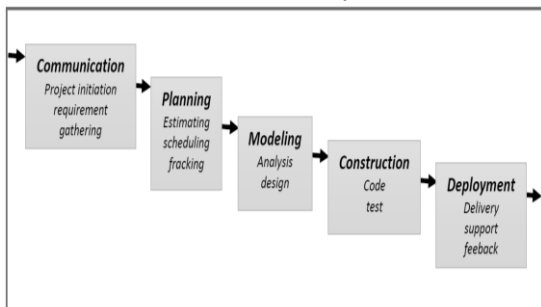 Communication
Project initiation
requirement
gathering
Planning
Estimating
scheduling
fracking
Modeling
Analysis
design
Construction
Code
test
Deployment
Delivery
support
feeback